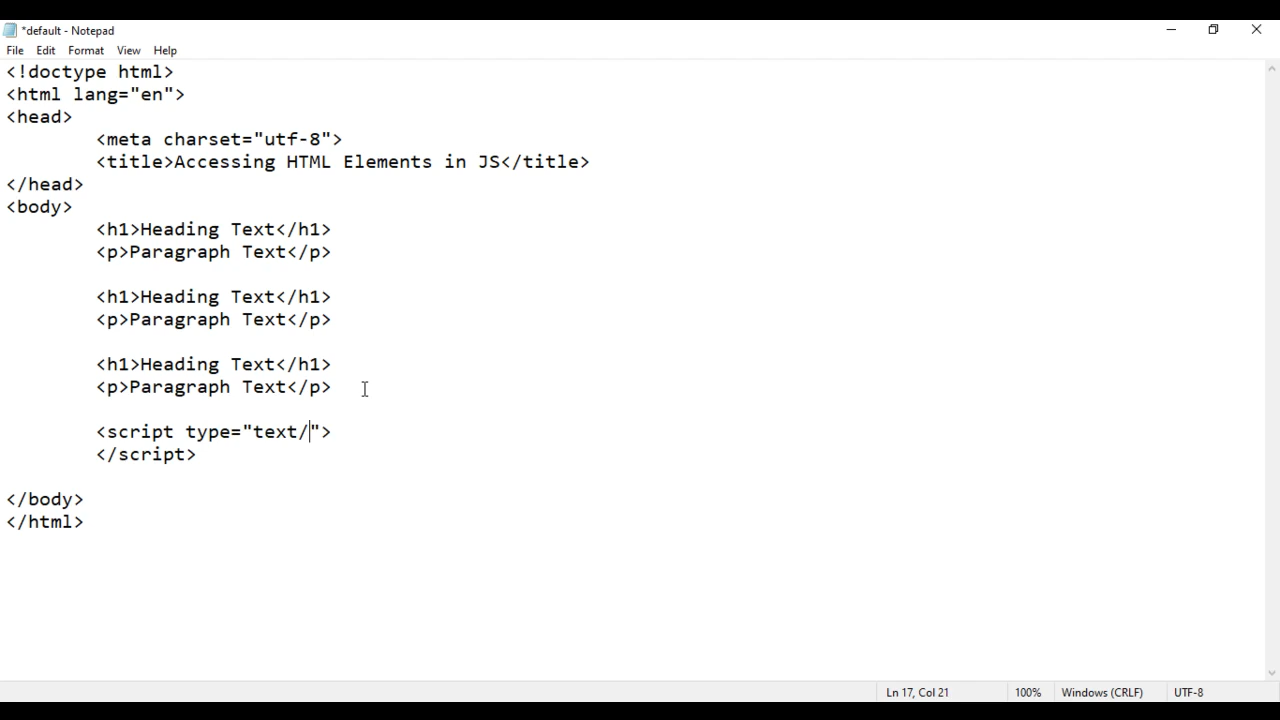 *default - Notepad
File Edit Format View Help
<!doctype html>
<html lang="en">
<head>
<meta charset="utf-8">
<title>Accessing HTML Elements in JS</title>
</head>
<body>
<h1>Heading Text</h1>
<p>Paragraph Text</p>
<h1>Heading Text</h1>
<p>Paragraph Text</p>
<h1>Heading Text</h1>
<p>Paragraph Text</p>
<script type="text/">
</script>
</body>
</html>
Ln 17, Col 21 100% Windows (CRLF) UTF-8